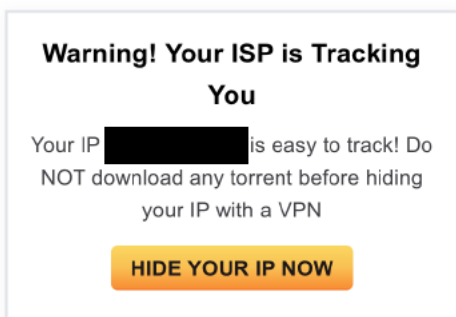 Warning! Your ISP is Tracking
You
Your IP is easy to track! Do
NOT download any torrent before hiding
your IP with a VPN
HIDE YOUR IP NOW